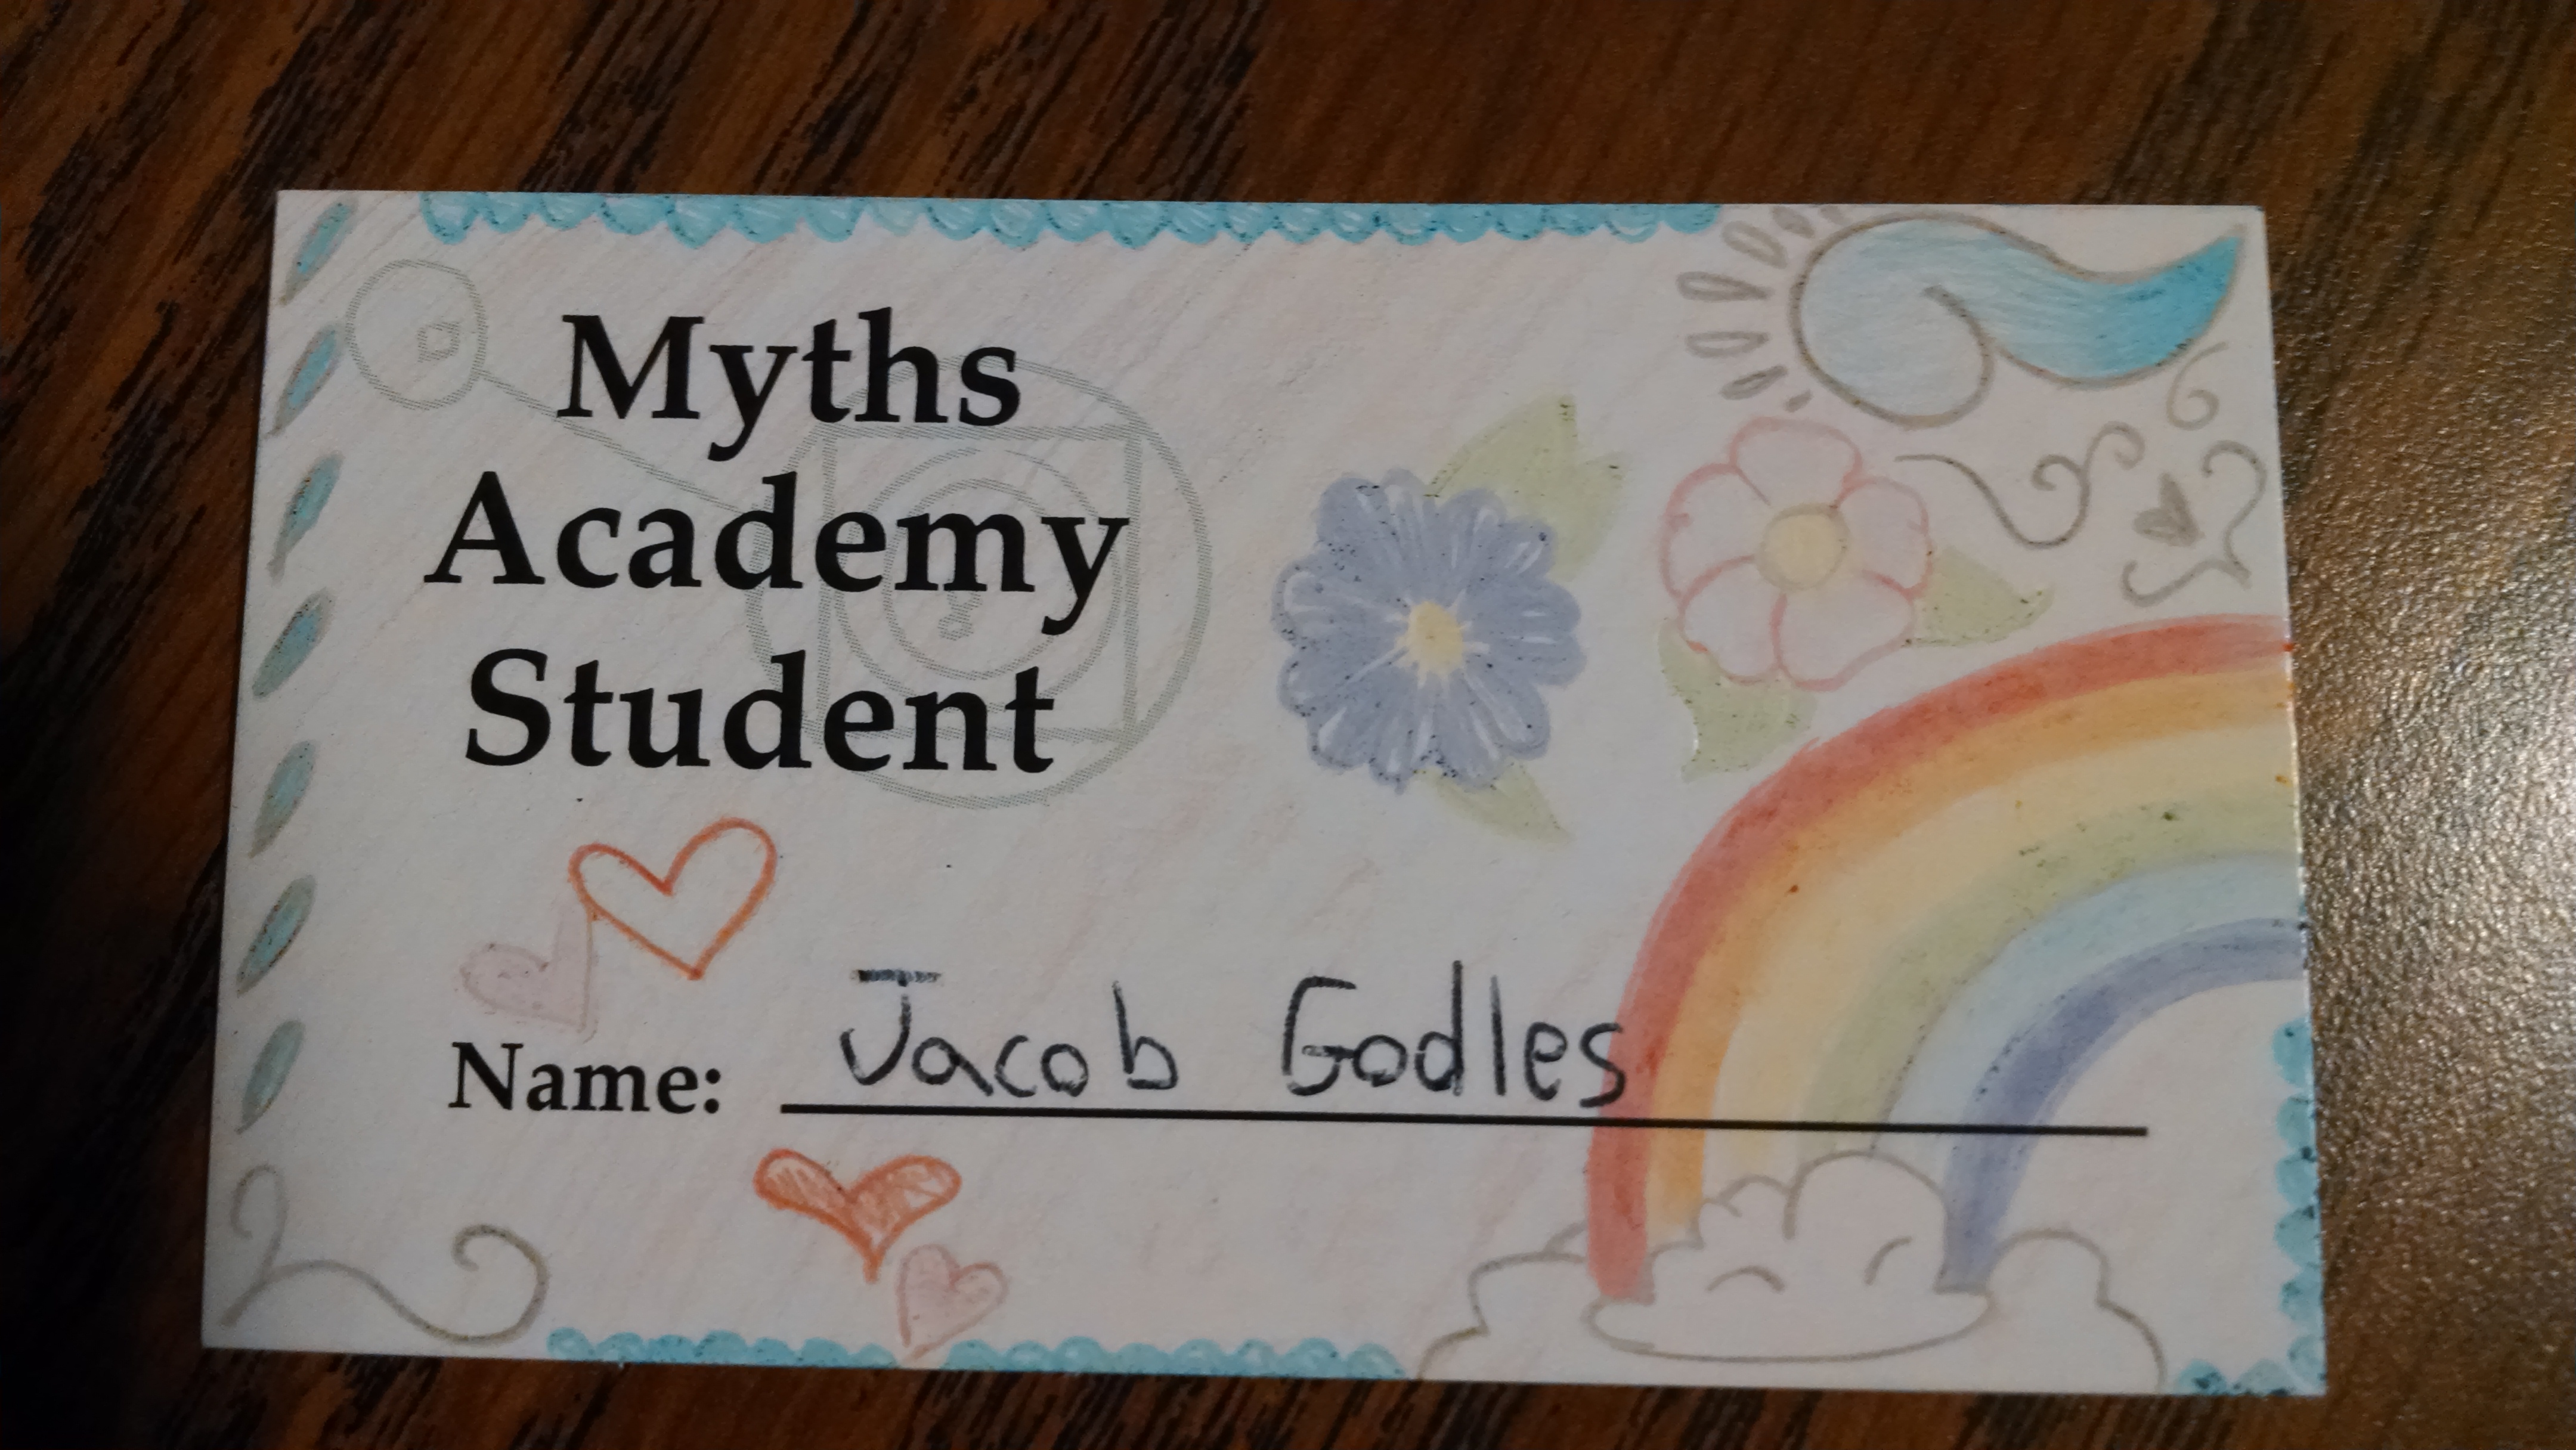 Myths
Academy
Student
Name: Jacob Godles